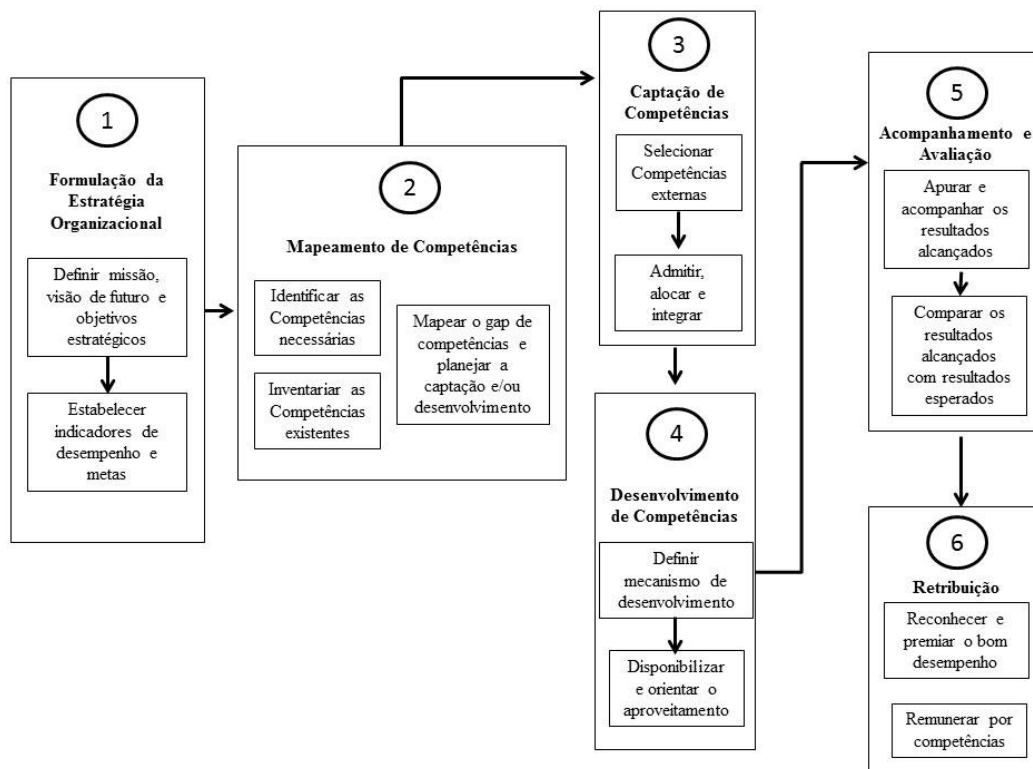 1
Formulação da
Estratégia
Organizacional
Definir missão,
visão de futuro e
objetivos
estratégicos
Estabelecer
indicadores de
desempenho e
metas
2
Mapeamento de Competências
Identificar as
Competências
necessárias
Inventariar as
Competências
existentes
Mapear o gap de
competências e
planejar a
captação e/ou
desenvolvimento
3
Captação de
Competências
Selecionar
Competências
externas
Admitir,
alocar e
integrar
4
Desenvolvimento
de Competências
Definir
mecanismo de
desenvolvimento
Disponibilizar
e orientar o
aproveitamento
5
Acompanhamento e
Avaliação
Apurar e
acompanhar os
resultados
alcançados
Comparar os
resultados
alcançados
com resultados
esperados
6
Retribuição
Reconhecer e
premiar o bom
desempenho
Remunerar por
competências